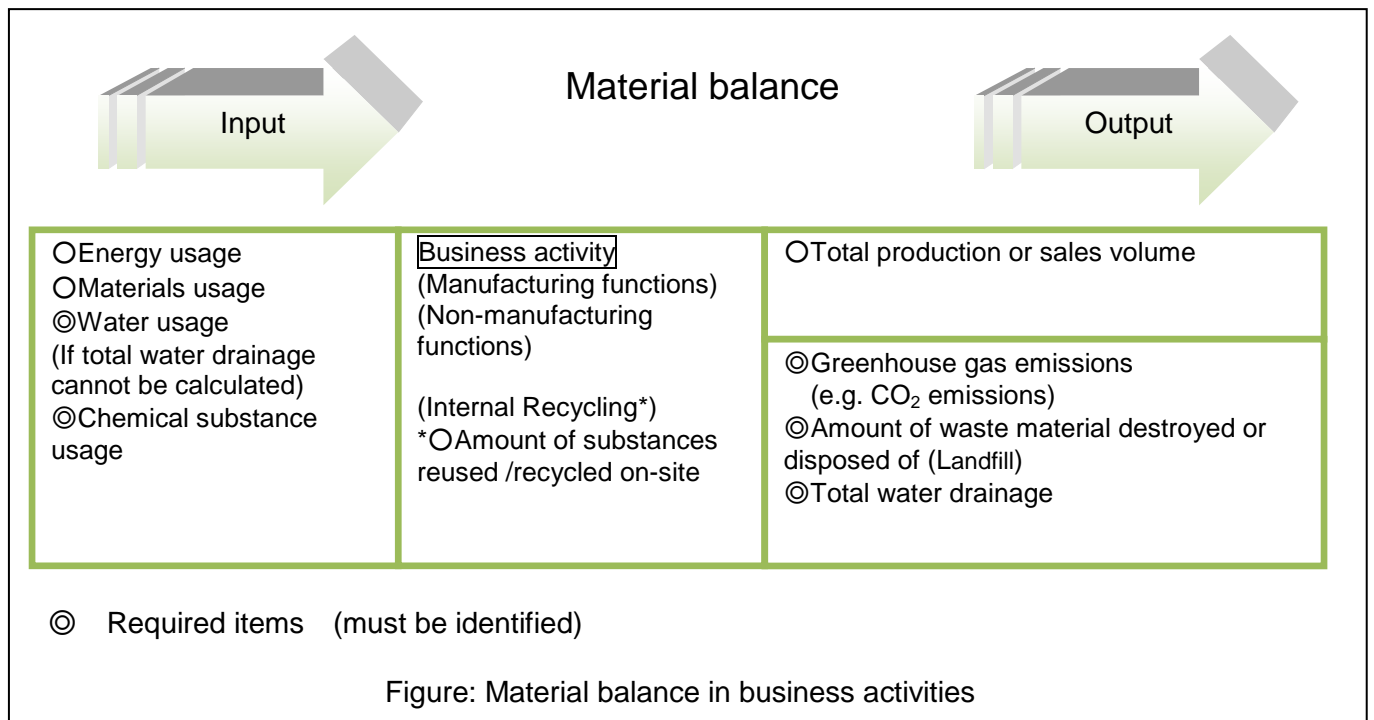 Material balance
Input
Output
○Energy usage
○Materials usage
◎Water usage
(If total water drainage
cannot be calculated)
◎Chemical substance
usage
Business activity
(Manufacturing functions)
(Non-manufacturing
functions)
(Internal Recycling*)
*○Amount of substances
reused /recycled on-site
○Total production or sales volume
◎Greenhouse gas emissions
(e.g. CO₂ emissions)
◎Amount of waste material destroyed or
disposed of (Landfill)
◎Total water drainage
◎ Required items (must be identified)
Figure: Material balance in business activities